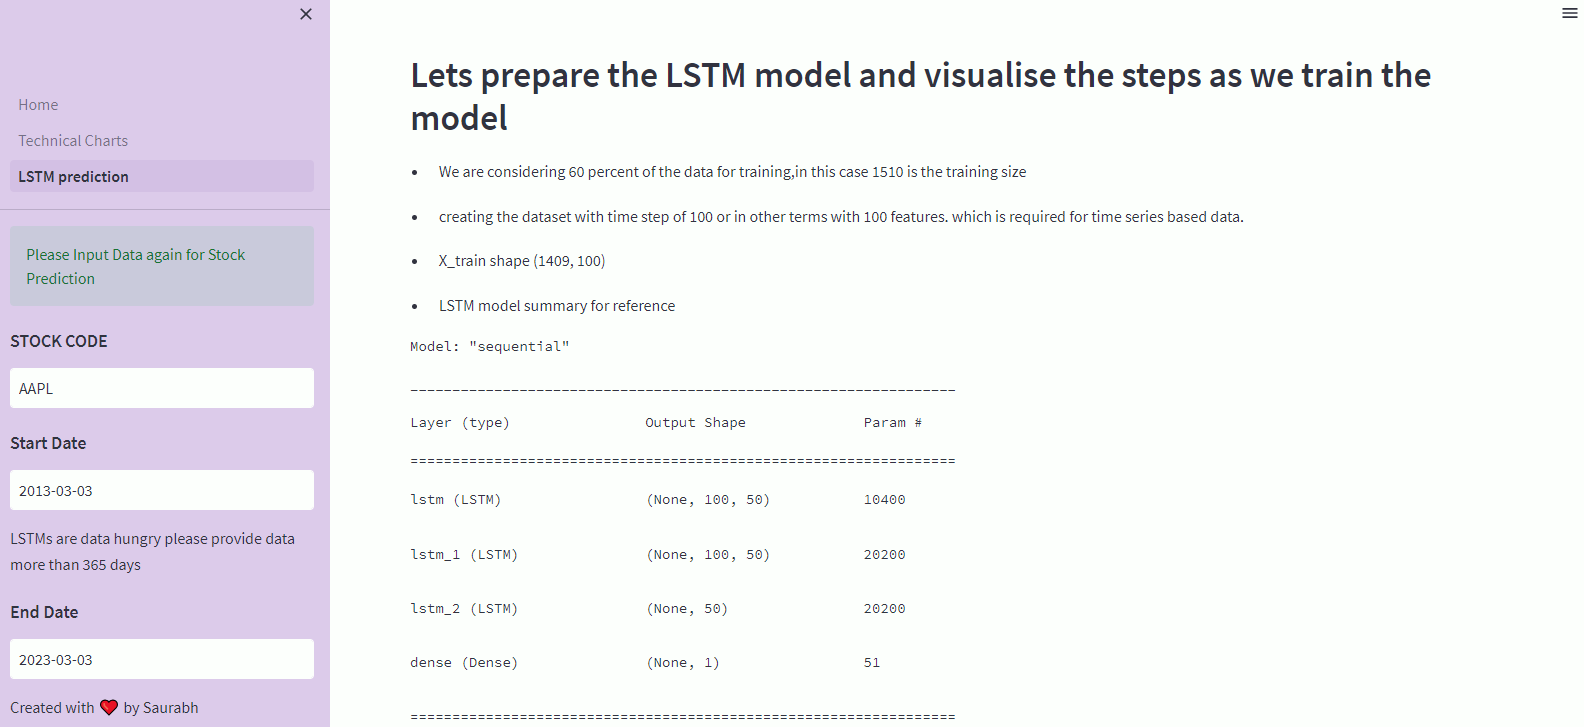 Home
Technical Charts
LSTM prediction
Please Input Data again for Stock
Prediction
STOCK CODE
AAPL
Start Date
2013-03-03
LSTMs are data hungry please provide data
more than 365 days
End Date
2023-03-03
Created with ❤️ by Saurabh
Lets prepare the LSTM model and visualise the steps as we train the
model
• We are considering 60 percent of the data for training,in this case 1510 is the training size
• creating the dataset with time step of 100 or in other terms with 100 features. which is required for time series based data.
• X_train shape (1409, 100)
• LSTM model summary for reference
Model: "sequential"
_________________________________________________________________
Layer (type) Output Shape Param #
=================================================================
lstm (LSTM) (None, 100, 50) 10400
lstm_1 (LSTM) (None, 100, 50) 20200
lstm_2 (LSTM) (None, 50) 20200
dense (Dense) (None, 1) 51
=================================================================